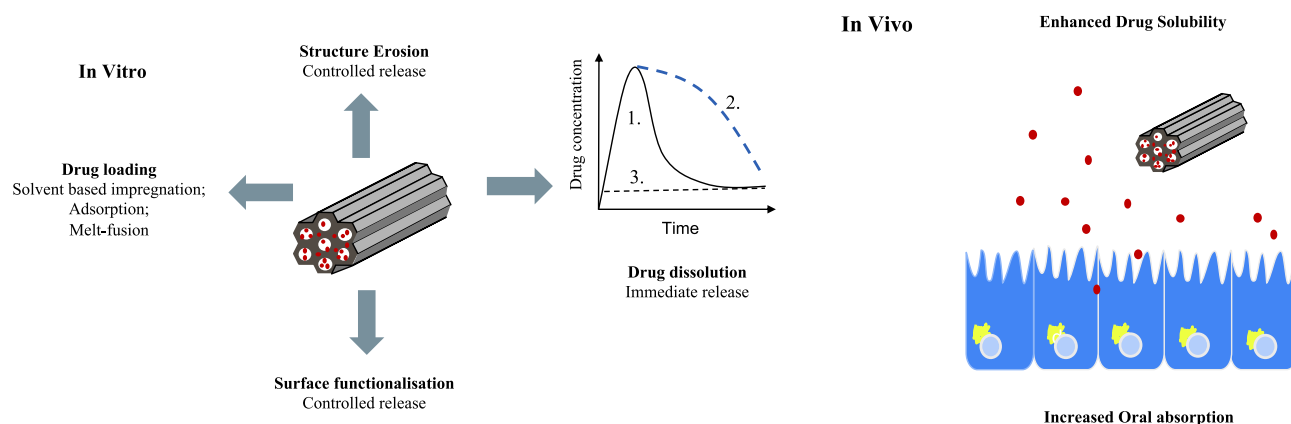 In Vitro
Structure Erosion
Controlled release
Drug loading
Solvent based impregnation;
Adsorption;
Melt-fusion
Surface functionalisation
Controlled release
Drug concentration
1.
2.
3.
Time
Drug dissolution
Immediate release
In Vivo
Enhanced Drug Solubility
Increased Oral absorption